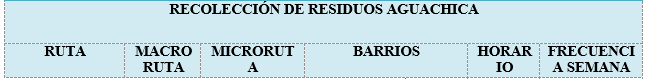 RECOLECCIÓN DE RESIDUOS AGUACHICA
RUTA MACRO RUTA MICRORUT A BARRIOS HORAR IO FRECUENCI A SEMANA